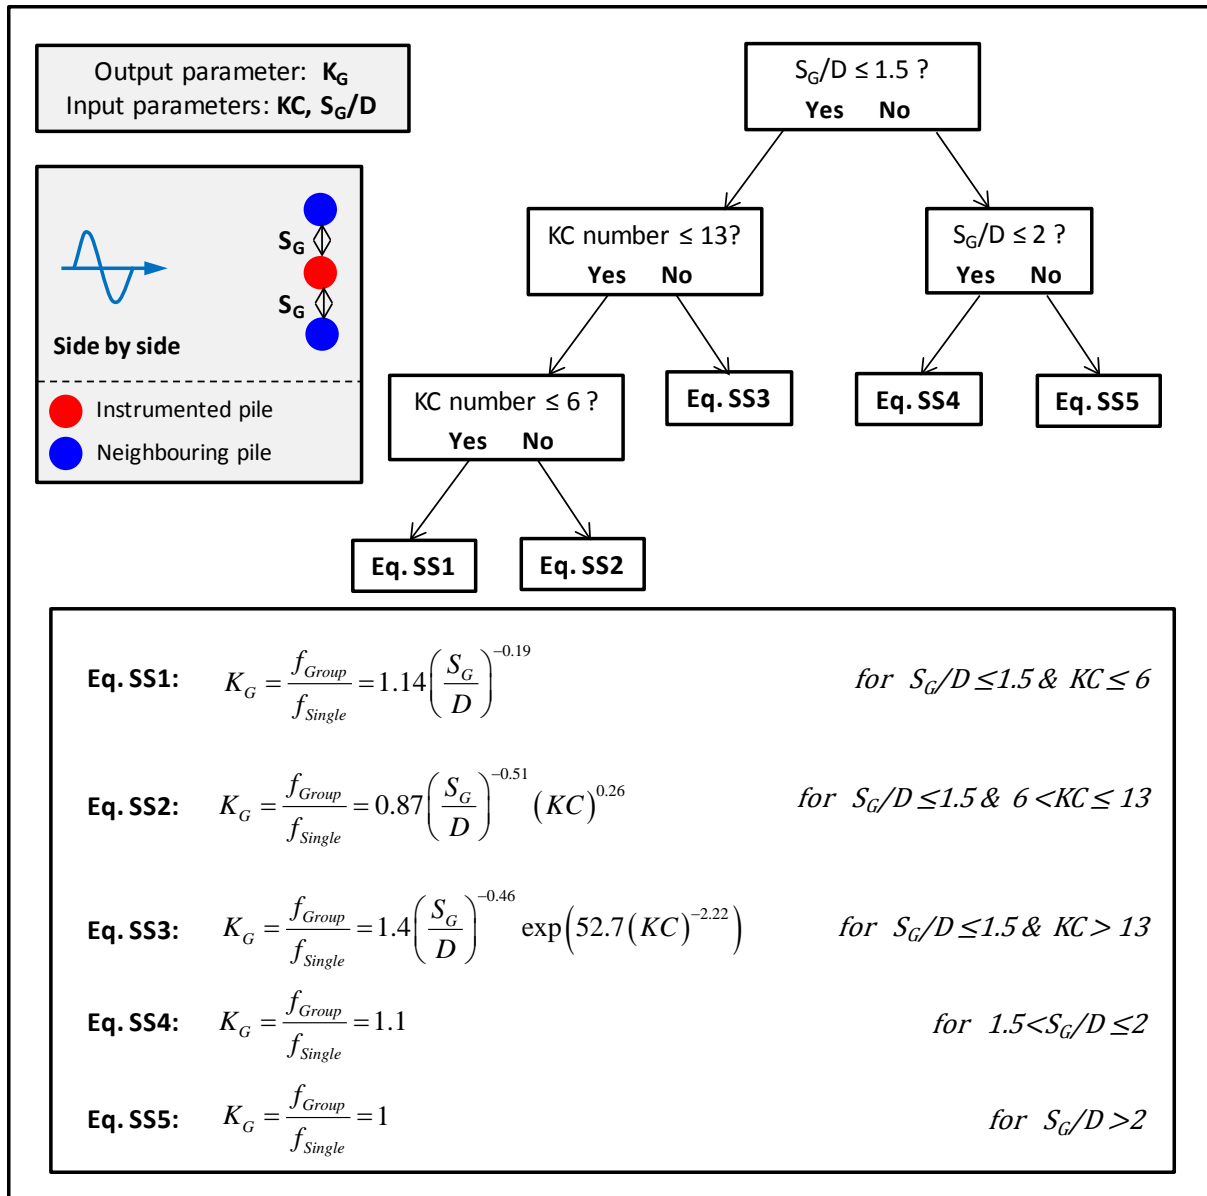 Output parameter: K_G
Input parameters: KC, S_G/D
S_G/D ≤ 1.5 ?
Yes No
KC number ≤ 13?
Yes No
S_G/D ≤ 2 ?
Yes No
S_G
S_G
Side by side
Instrumented pile
Neighbouring pile
KC number ≤ 6 ?
Yes No
Eq. SS3
Eq. SS4
Eq. SS5
Eq. SS1
Eq. SS2
Eq. SS1: K_G = f_Group / f_Single = 1.14 (S_G / D)^{-0.19} for S_G/D ≤1.5 & KC ≤ 6
Eq. SS2: K_G = f_Group / f_Single = 0.87 (S_G / D)^{-0.51} (KC)^{0.26} for S_G/D ≤1.5 & 6 <KC ≤ 13
Eq. SS3: K_G = f_Group / f_Single = 1.4 (S_G / D)^{-0.46} exp(52.7(KC)^{-2.22}) for S_G/D ≤1.5 & KC > 13
Eq. SS4: K_G = f_Group / f_Single = 1.1 for 1.5<S_G/D ≤2
Eq. SS5: K_G = f_Group / f_Single = 1 for S_G/D >2